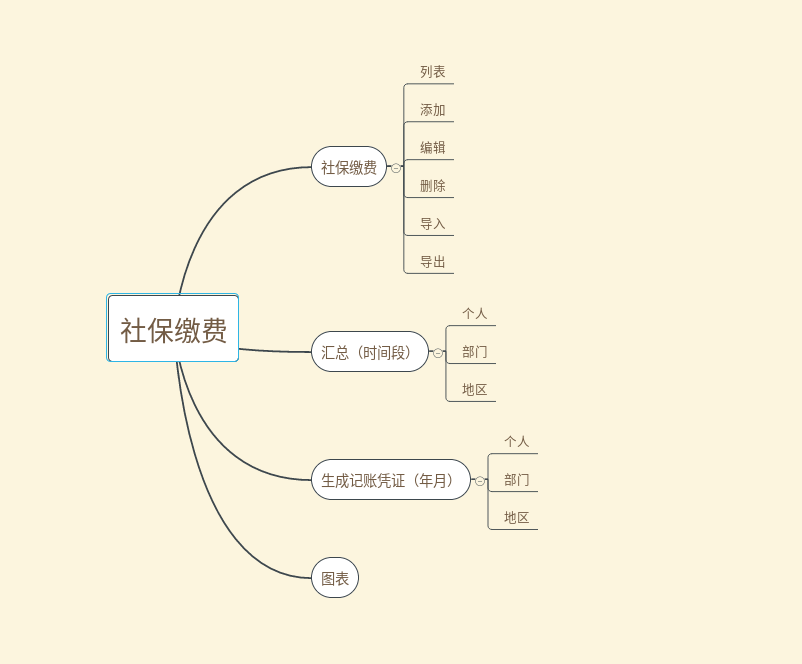 社保缴费
社保缴费
列表
添加
编辑
删除
导入
导出
汇总（时间段）
个人
部门
地区
生成记账凭证（年月）
个人
部门
地区
图表